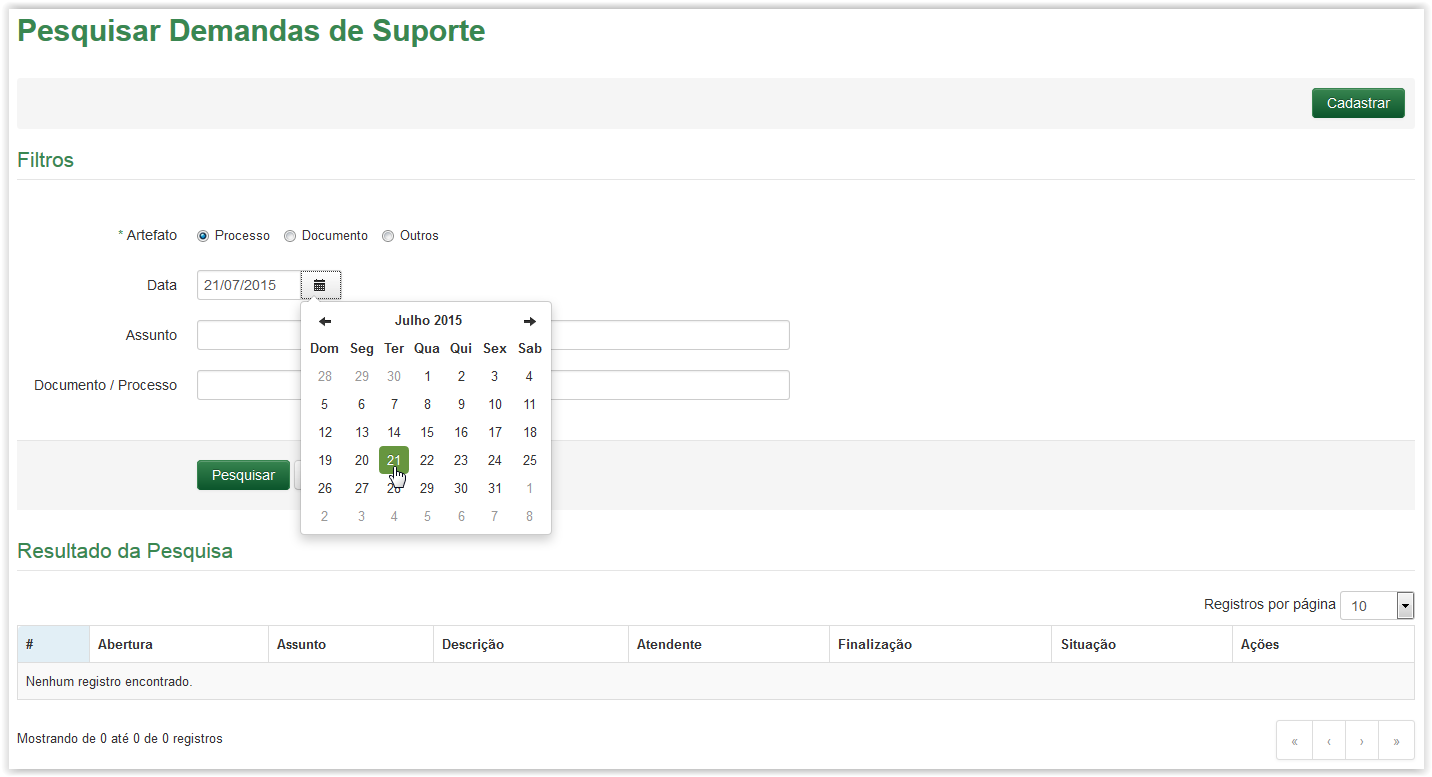 Pesquisar Demandas de Suporte
Cadastrar
Filtros
* Artefato Processo Documento Outros
Data 21/07/2015
Julho 2015
Assunto
Dom Seg Ter Qua Qui Sex Sab
28 29 30 1 2 3 4
Documento / Processo
5 6 7 8 9 10 11
12 13 14 15 16 17 18
19 20 21 22 23 24 25
Pesquisar
26 27 28 29 30 31 1
2 3 4 5 6 7 8
Resultado da Pesquisa
Registros por página 10
# Abertura Assunto Descrição Atendente Finalização Situação Ações
Nenhum registro encontrado.
Mostrando de 0 até 0 de 0 registros
« ‹ › »